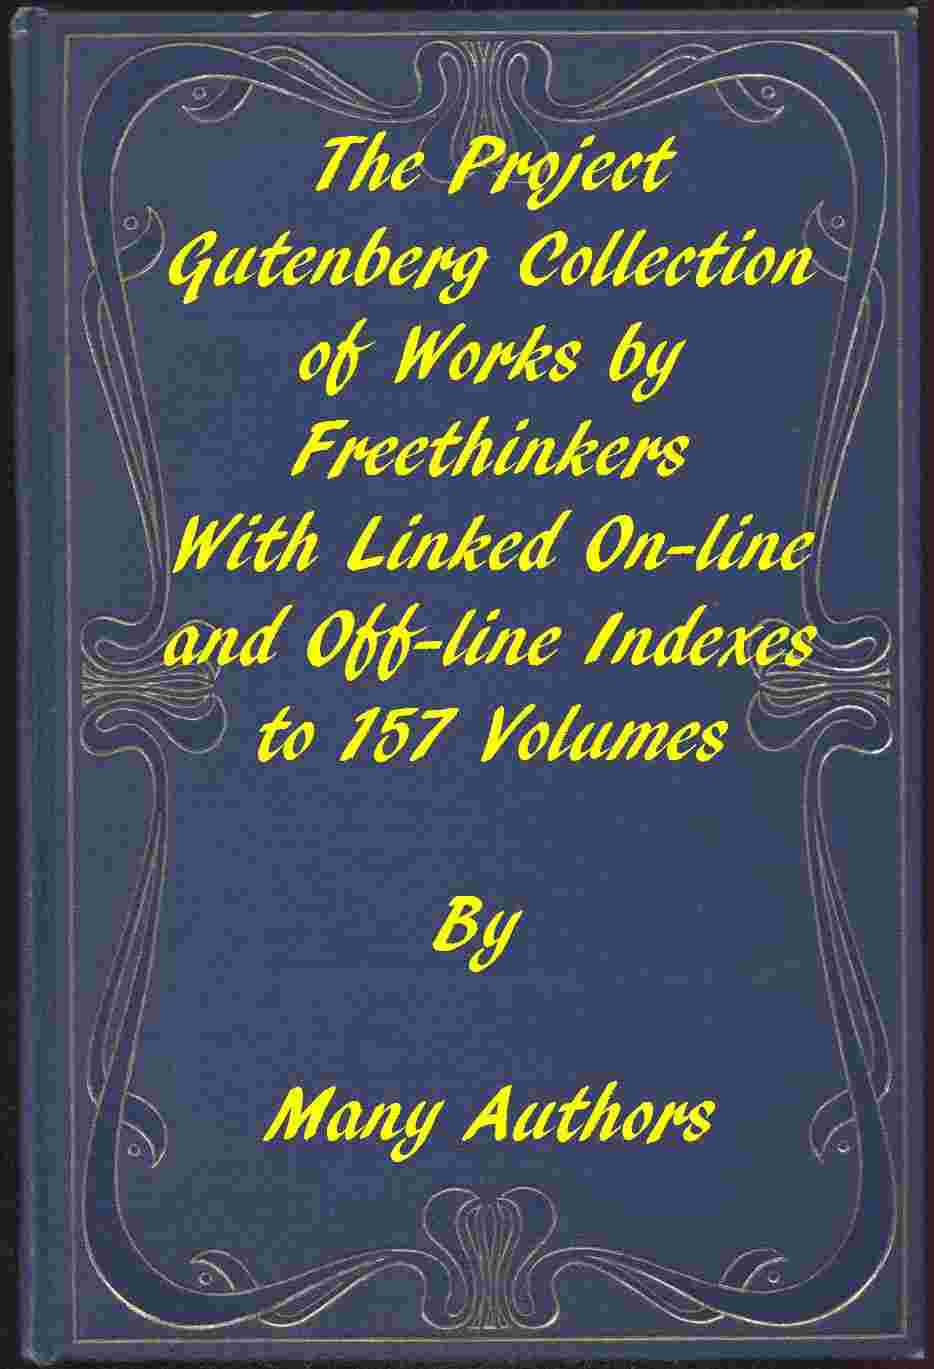 The Project
Gutenberg Collection
of Works by
Freethinkers
With Linked On-line
and Off-line Indexes
to 157 Volumes
By
Many Authors